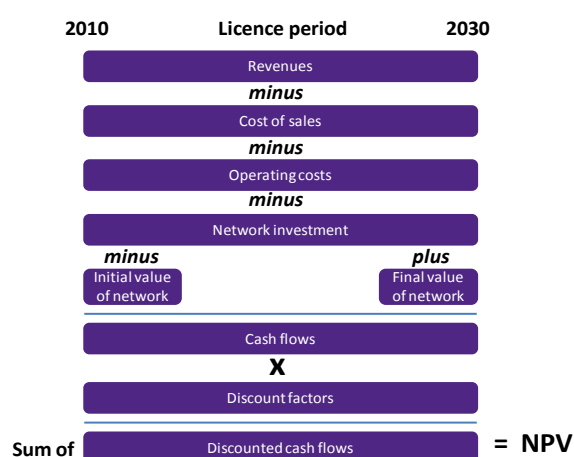 2010 Licence period 2030
Revenues
minus
Cost of sales
minus
Operating costs
minus
Network investment
minus plus
Initial value Final value
of network of network
Cash flows
X
Discount factors
Sum of Discounted cash flows = NPV